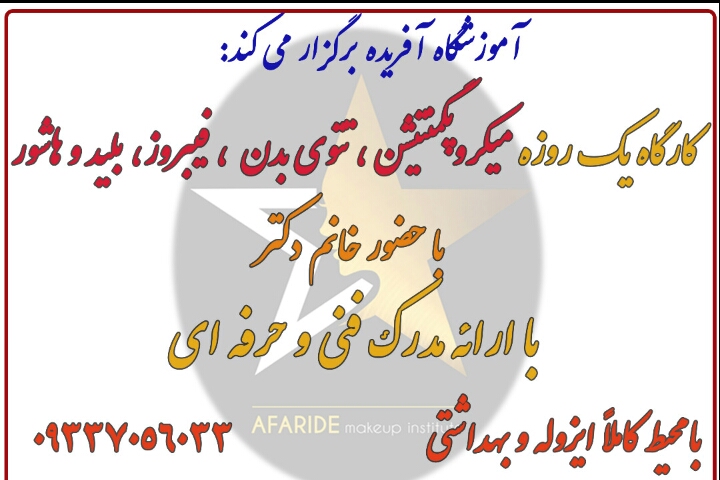 آموزشگاه آفریده برگزار می کند:
کارگاه یک روزه میکروپگمنتیشن، تتوی بدن، فیبروز، بلید و هاشور
با حضور خانم دکتر
با ارائه مدرک فنی و حرفه ای
AFARIDE makeup institute
با محیط کاملاً ایزوله و بهداشتی ۰۹۳۳۷۰۵۶۰۳۳